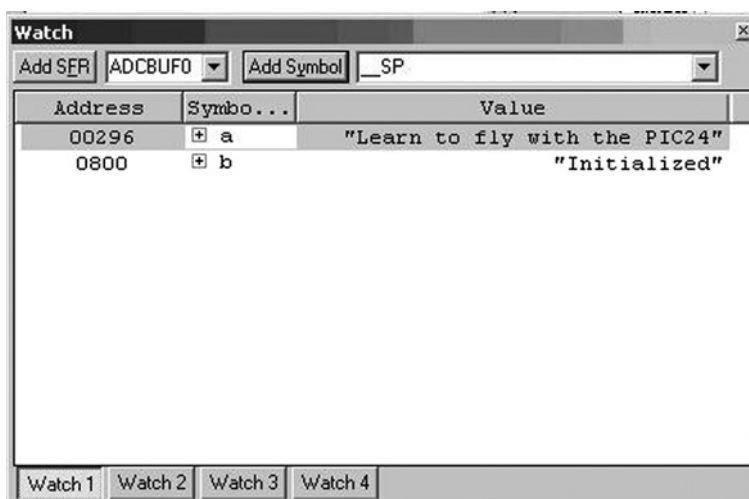 Watch
Add SFR ADCBUF0 Add Symbol __SP
Address Symbo... Value
00296 a "Learn to fly with the PIC24"
0800 b "Initialized"
Watch 1 Watch 2 Watch 3 Watch 4